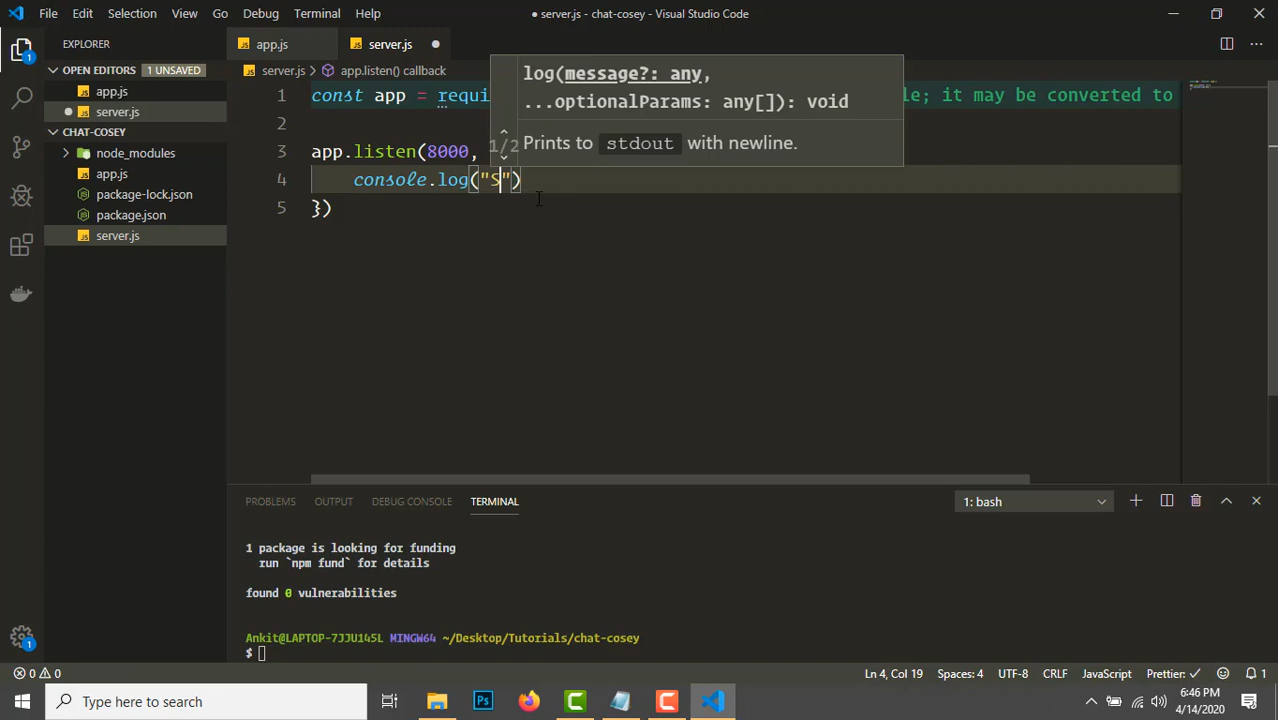 File Edit Selection View Go Debug Terminal Help
● server.js - chat-cosey - Visual Studio Code
EXPLORER
app.js
server.js
OPEN EDITORS 1 UNSAVED
app.js
server.js
CHAT-COSEY
node_modules
app.js
package-lock.json
package.json
server.js
server.js > app.listen() callback
log(message?: any,
...optionalParams: any[]): void
1/2 Prints to stdout with newline.
1 const app = requi le; it may be converted to
2
3 app.listen(8000,
4 console.log("S")
5 })
PROBLEMS OUTPUT DEBUG CONSOLE TERMINAL
1: bash
1 package is looking for funding
run `npm fund` for details
found 0 vulnerabilities
Ankit@LAPTOP-7JJU145L MINGW64 ~/Desktop/Tutorials/chat-cosey
$
0 0
Ln 4, Col 19 Spaces: 4 UTF-8 CRLF JavaScript Prettier: ✓ 1
Type here to search
Ps
6:46 PM
4/14/2020